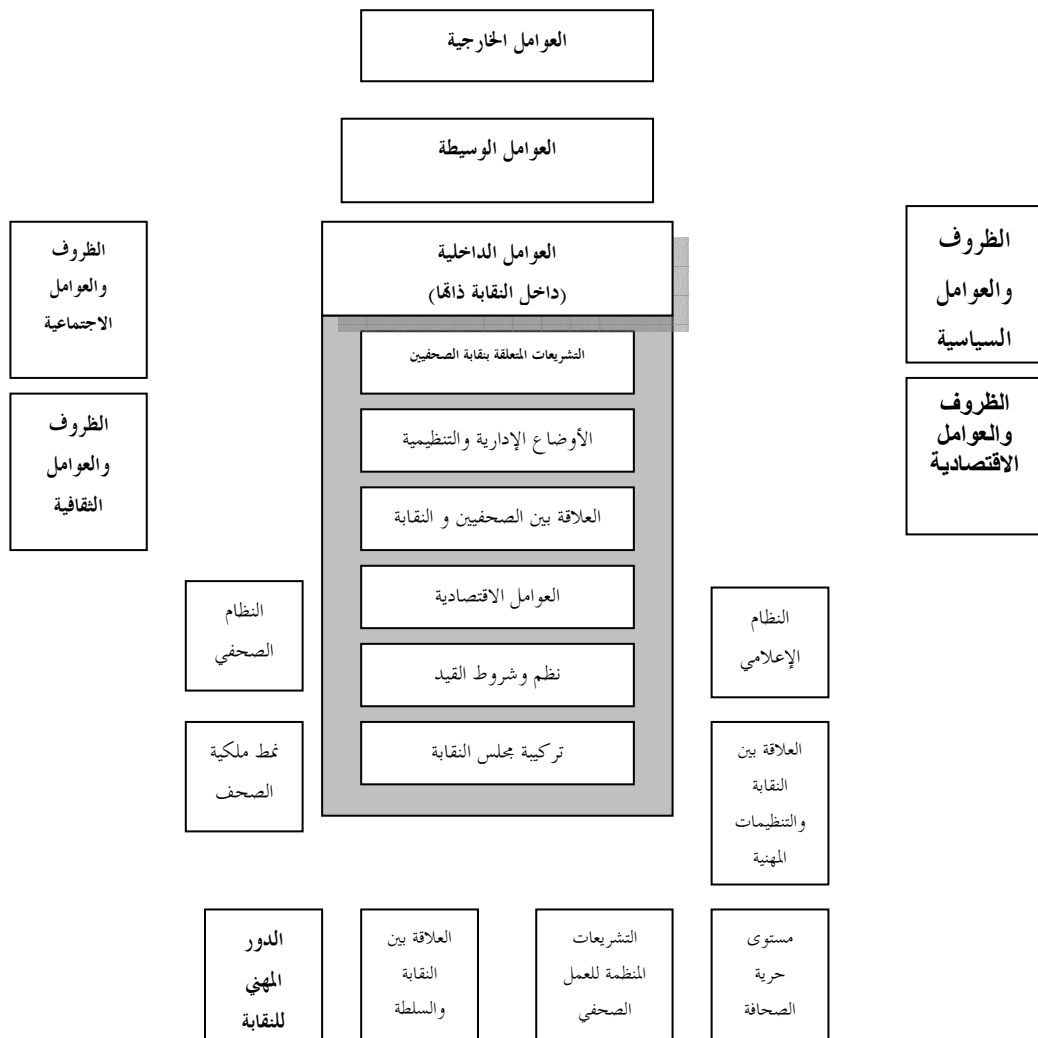 العوامل الخارجية
العوامل الوسيطة
العوامل الداخلية
(داخل النقابة ذاتها)
الظروف
والعوامل
السياسية
الظروف
والعوامل
الاقتصادية
الظروف
والعوامل
الاجتماعية
الظروف
والعوامل
الثقافية
التشريعات المتعلقة بنقابة الصحفيين
الأوضاع الإدارية والتنظيمية
العلاقة بين الصحفيين و النقابة
العوامل الاقتصادية
نظم وشروط القيد
تركيبة مجلس النقابة
النظام
الإعلامي
العلاقة بين
النقابة
والتنظيمات
المهنية
النظام
الصحفي
نمط ملكية
الصحف
مستوى
حرية
الصحافة
التشريعات
المنظمة للعمل
الصحفي
العلاقة بين
النقابة
والسلطة
الدور
المهني
للنقابة